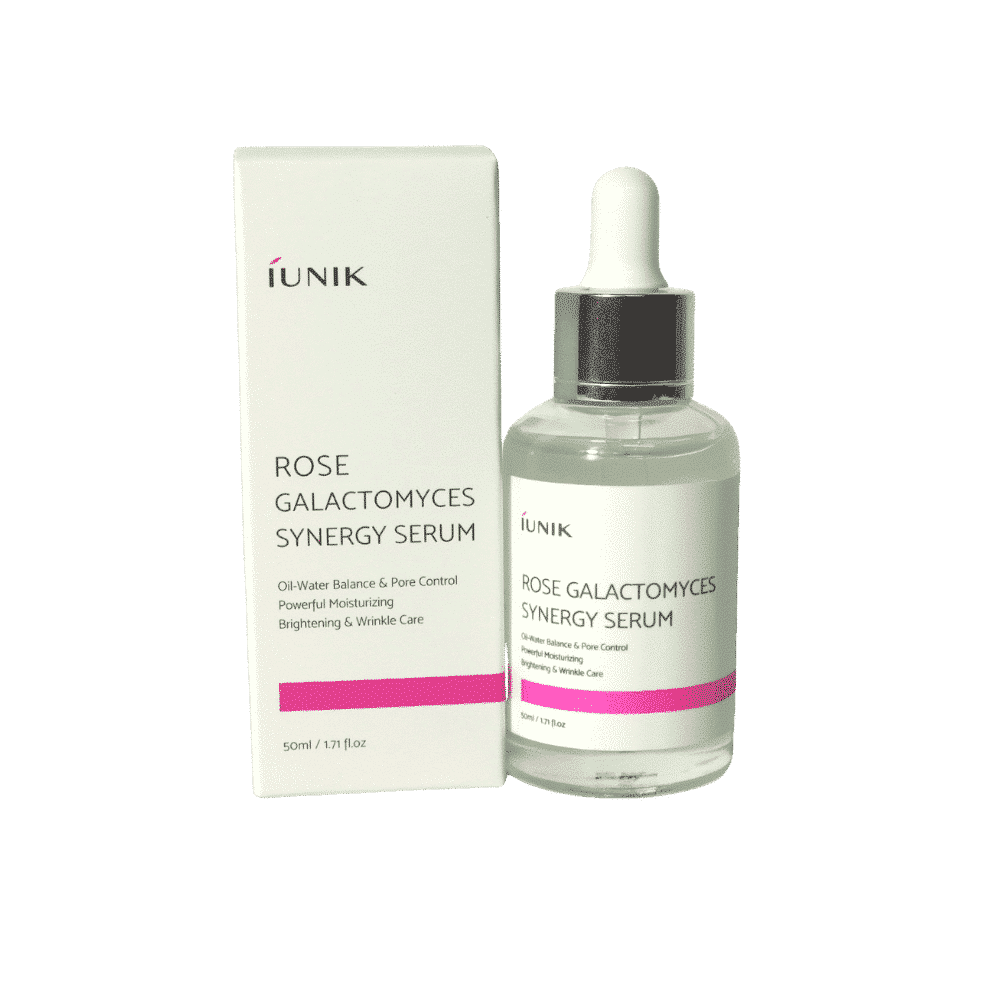 iUNIK
ROSE
GALACTOMYCES
SYNERGY SERUM
Oil-Water Balance & Pore Control
Powerful Moisturizing
Brightening & Wrinkle Care
50ml / 1.71 fl.oz
iUNIK
ROSE GALACTOMYCES
SYNERGY SERUM
Oil-Water Balance & Pore Control
Powerful Moisturizing
Brightening & Wrinkle Care
50ml / 1.71 fl.oz